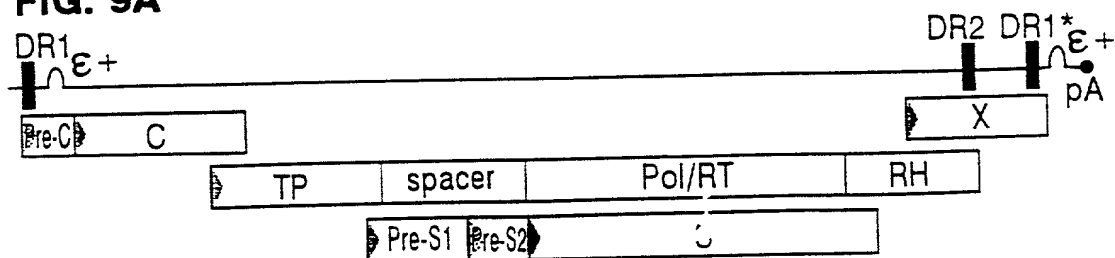 FIG. 9A
DR1 ε+ DR2 DR1* ε+
pA
Pre-C C X
TP spacer Pol/RT RH
Pre-S1 Pre-S2